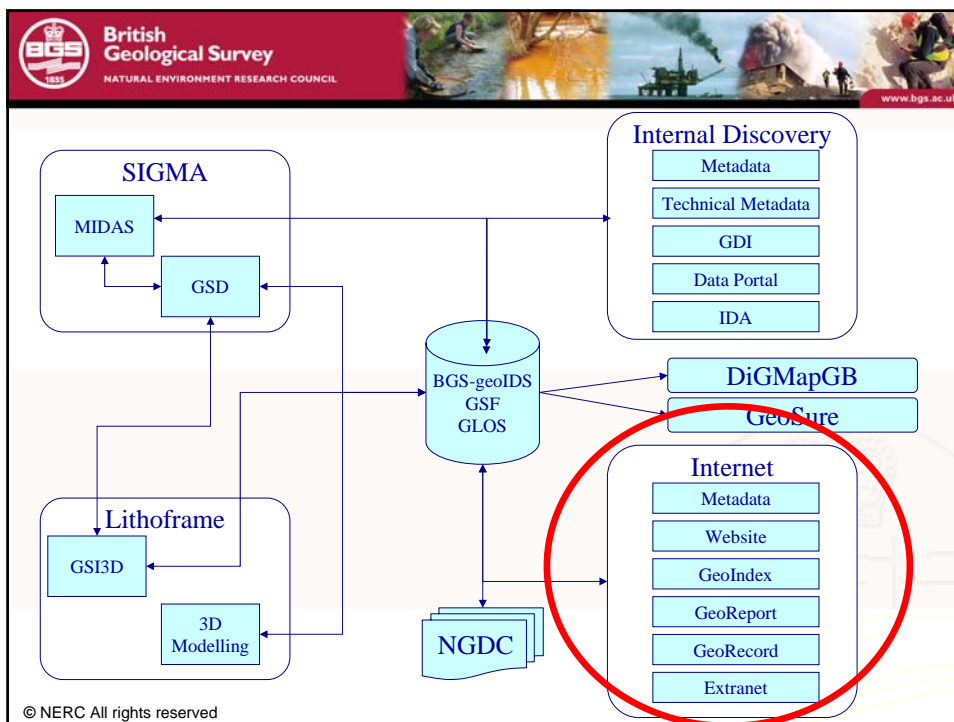 BGS
1835
British
Geological Survey
NATURAL ENVIRONMENT RESEARCH COUNCIL
www.bgs.ac.uk
SIGMA
MIDAS
GSD
Internal Discovery
Metadata
Technical Metadata
GDI
Data Portal
IDA
BGS-geoIDS
GSF
GLOS
DiGMapGB
GeoSure
Lithoframe
GSI3D
3D
Modelling
NGDC
Internet
Metadata
Website
GeoIndex
GeoReport
GeoRecord
Extranet
© NERC All rights reserved